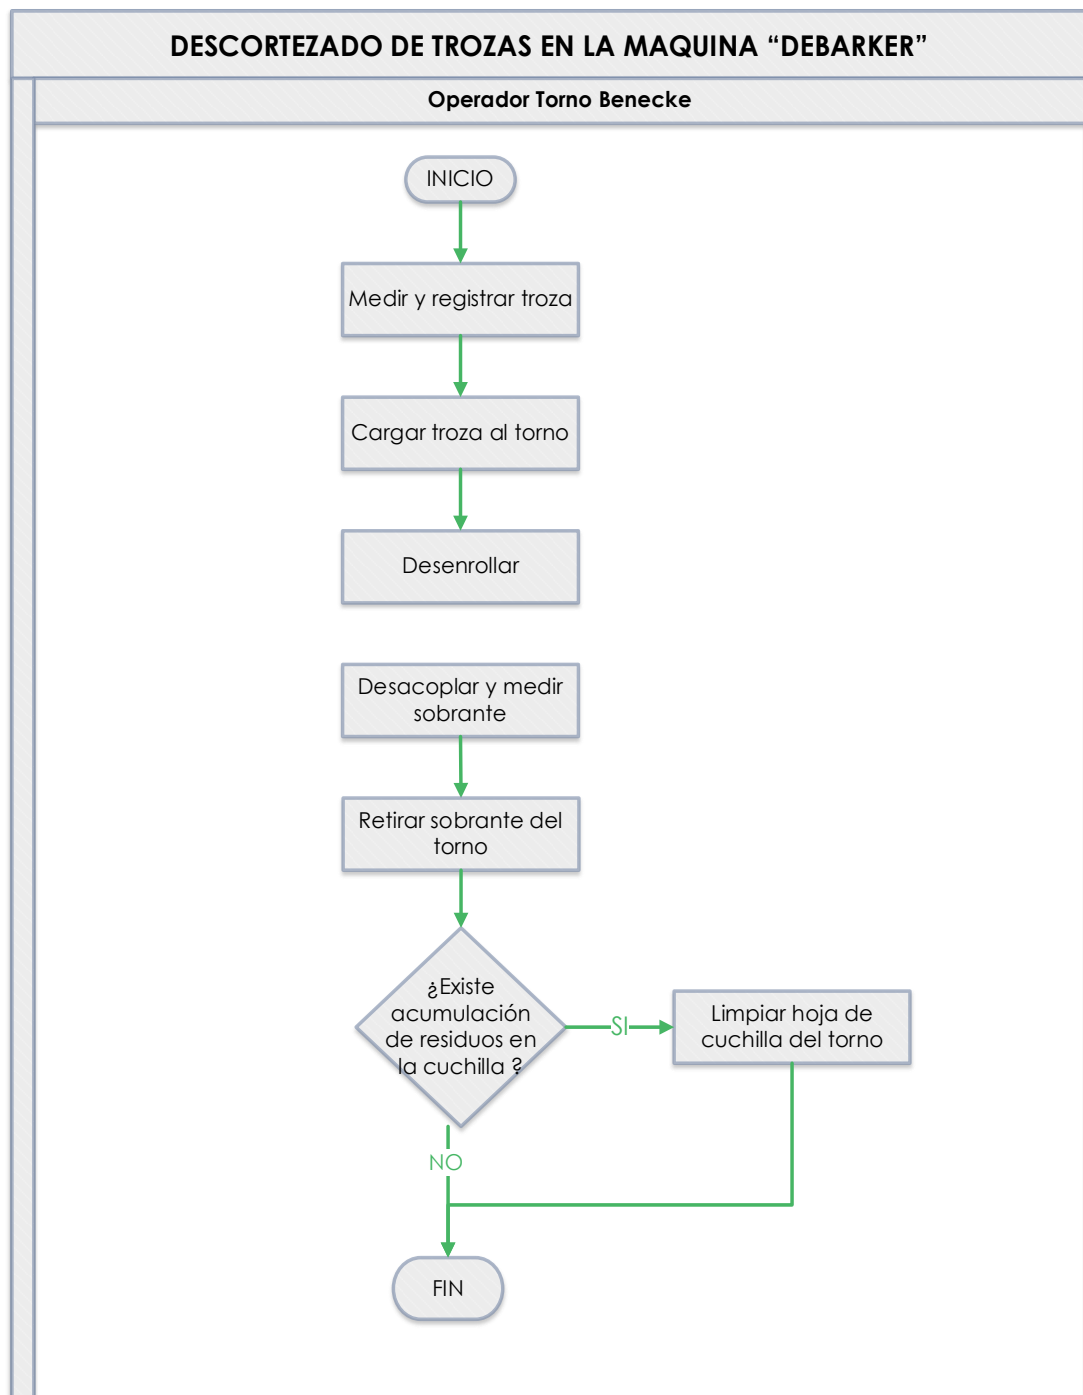 DESCORTEZADO DE TROZAS EN LA MAQUINA “DEBARKER”
Operador Torno Benecke
INICIO
Medir y registrar troza
Cargar troza al torno
Desenrollar
Desacoplar y medir
sobrante
Retirar sobrante del
torno
¿Existe
acumulación
de residuos en
la cuchilla ?
SI
Limpiar hoja de
cuchilla del torno
NO
FIN